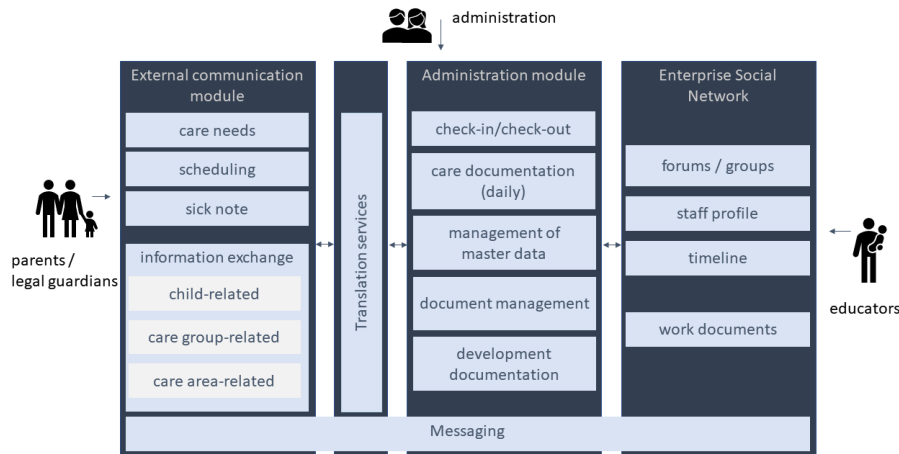 administration
External communication
module
care needs
scheduling
sick note
information exchange
child-related
care group-related
care area-related
parents /
legal guardians
Translation services
Administration module
check-in/check-out
care documentation
(daily)
management of
master data
document management
development
documentation
Enterprise Social
Network
forums / groups
staff profile
timeline
work documents
educators
Messaging